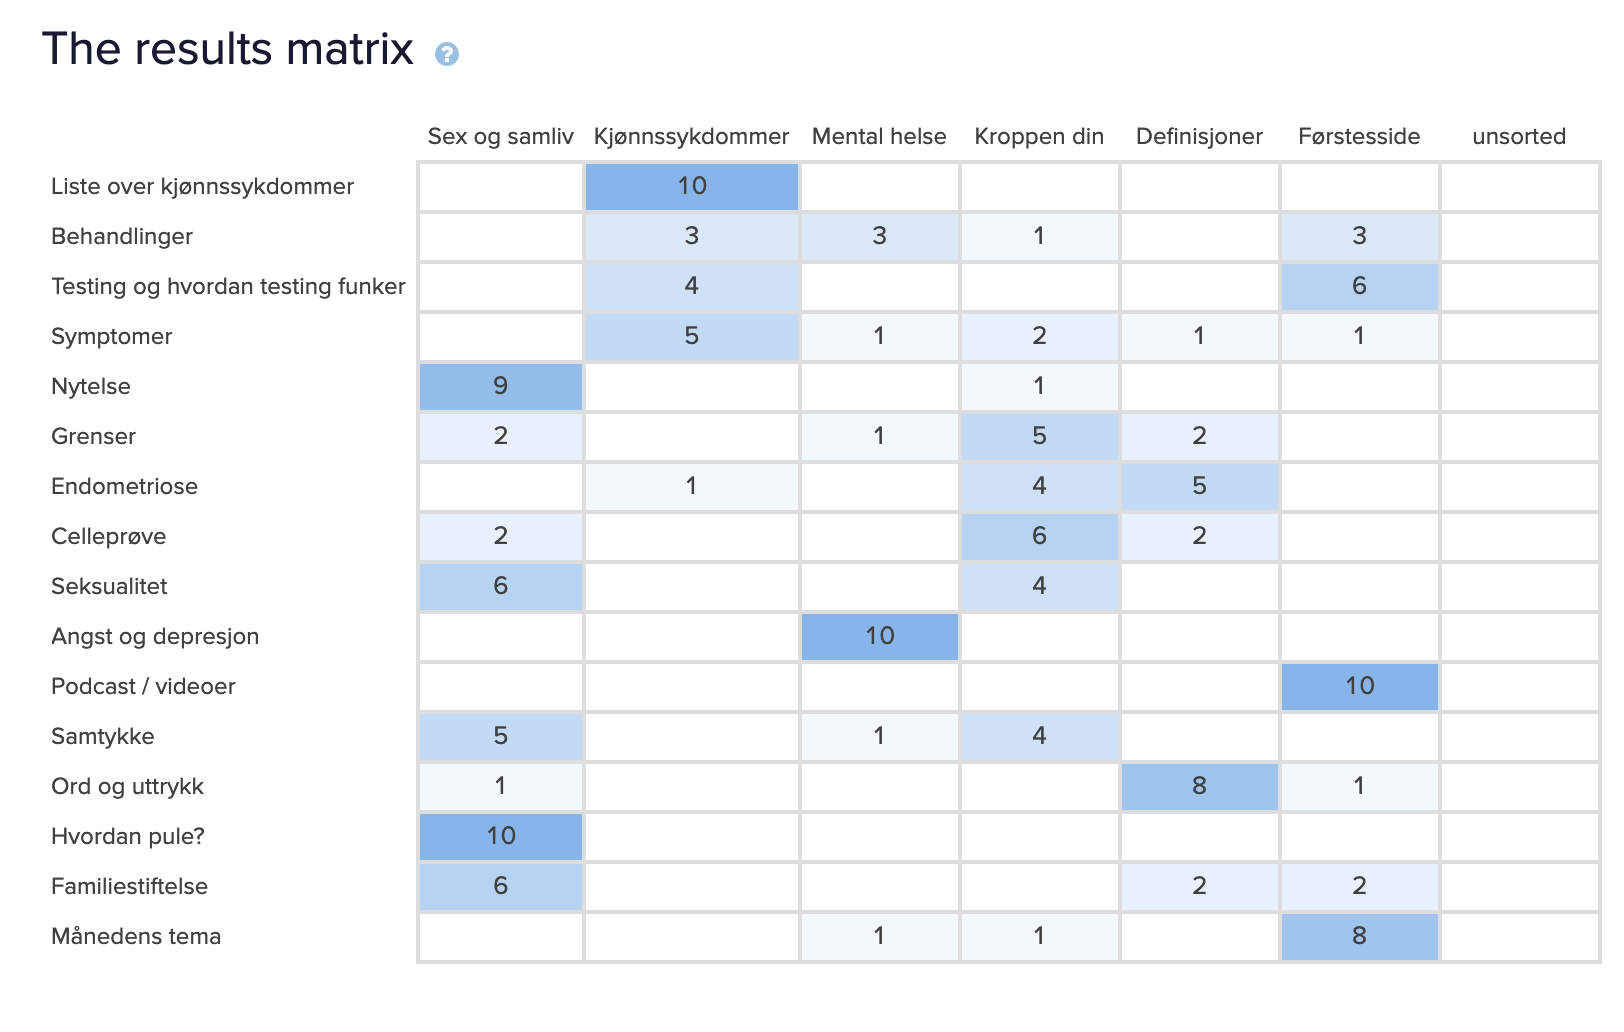 The results matrix ?
Sex og samliv Kjønnssykdommer Mental helse Kroppen din Definisjoner Førstesside unsorted
Liste over kjønnssykdommer 10
Behandlinger 3 3 1 3
Testing og hvordan testing funker 4 6
Symptomer 5 1 2 1 1
Nytelse 9 1
Grenser 2 1 5 2
Endometriose 1 4 5
Celleprøve 2 6 2
Seksualitet 6 4
Angst og depresjon 10
Podcast / videoer 10
Samtykke 5 1 4
Ord og uttrykk 1 8 1
Hvordan pule? 10
Familiestiftelse 6 2 2
Månedens tema 1 1 8